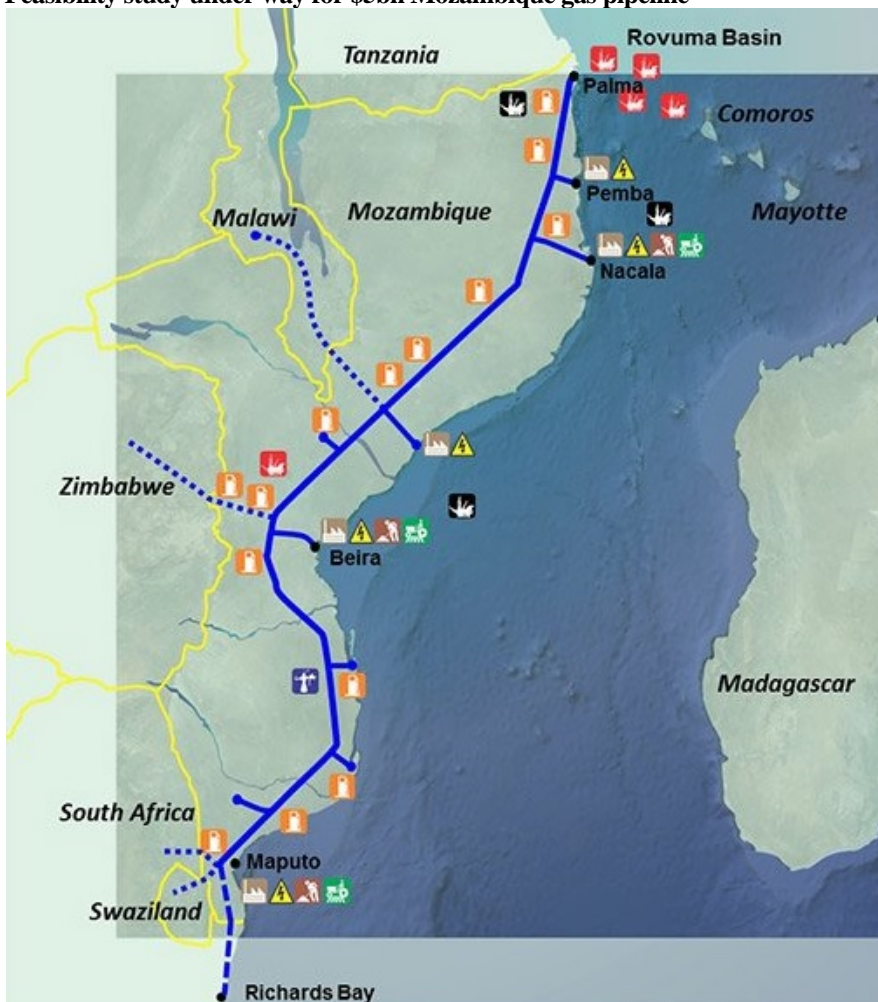 Feasibility study under way for $5bn Mozambique gas pipeline
Rovuma Basin
Tanzania
Palma
Comoros
Pemba
Malawi
Mozambique
Mayotte
Nacala
Zimbabwe
Beira
Madagascar
South Africa
Maputo
Swaziland
Richards Bay